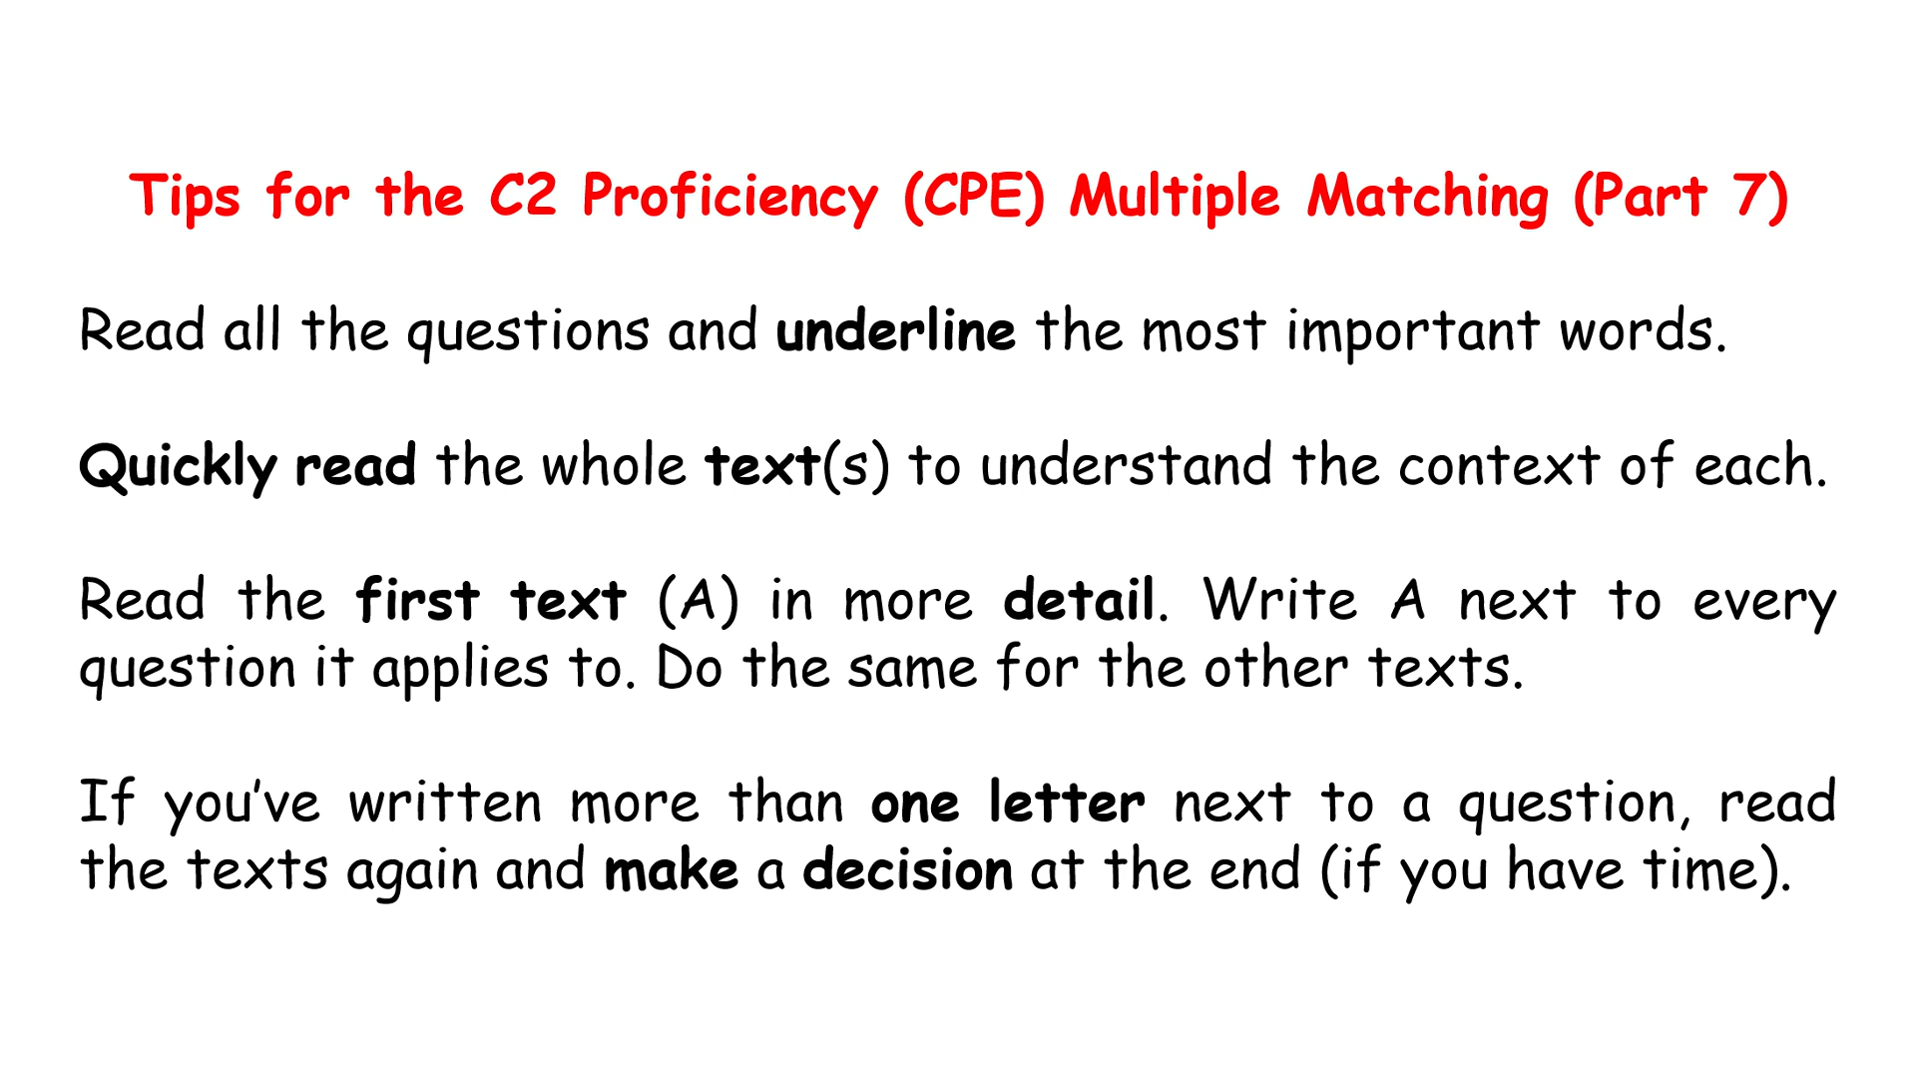 Tips for the C2 Proficiency (CPE) Multiple Matching (Part 7)
Read all the questions and underline the most important words.
Quickly read the whole text(s) to understand the context of each.
Read the first text (A) in more detail. Write A next to every
question it applies to. Do the same for the other texts.
If you’ve written more than one letter next to a question, read
the texts again and make a decision at the end (if you have time).